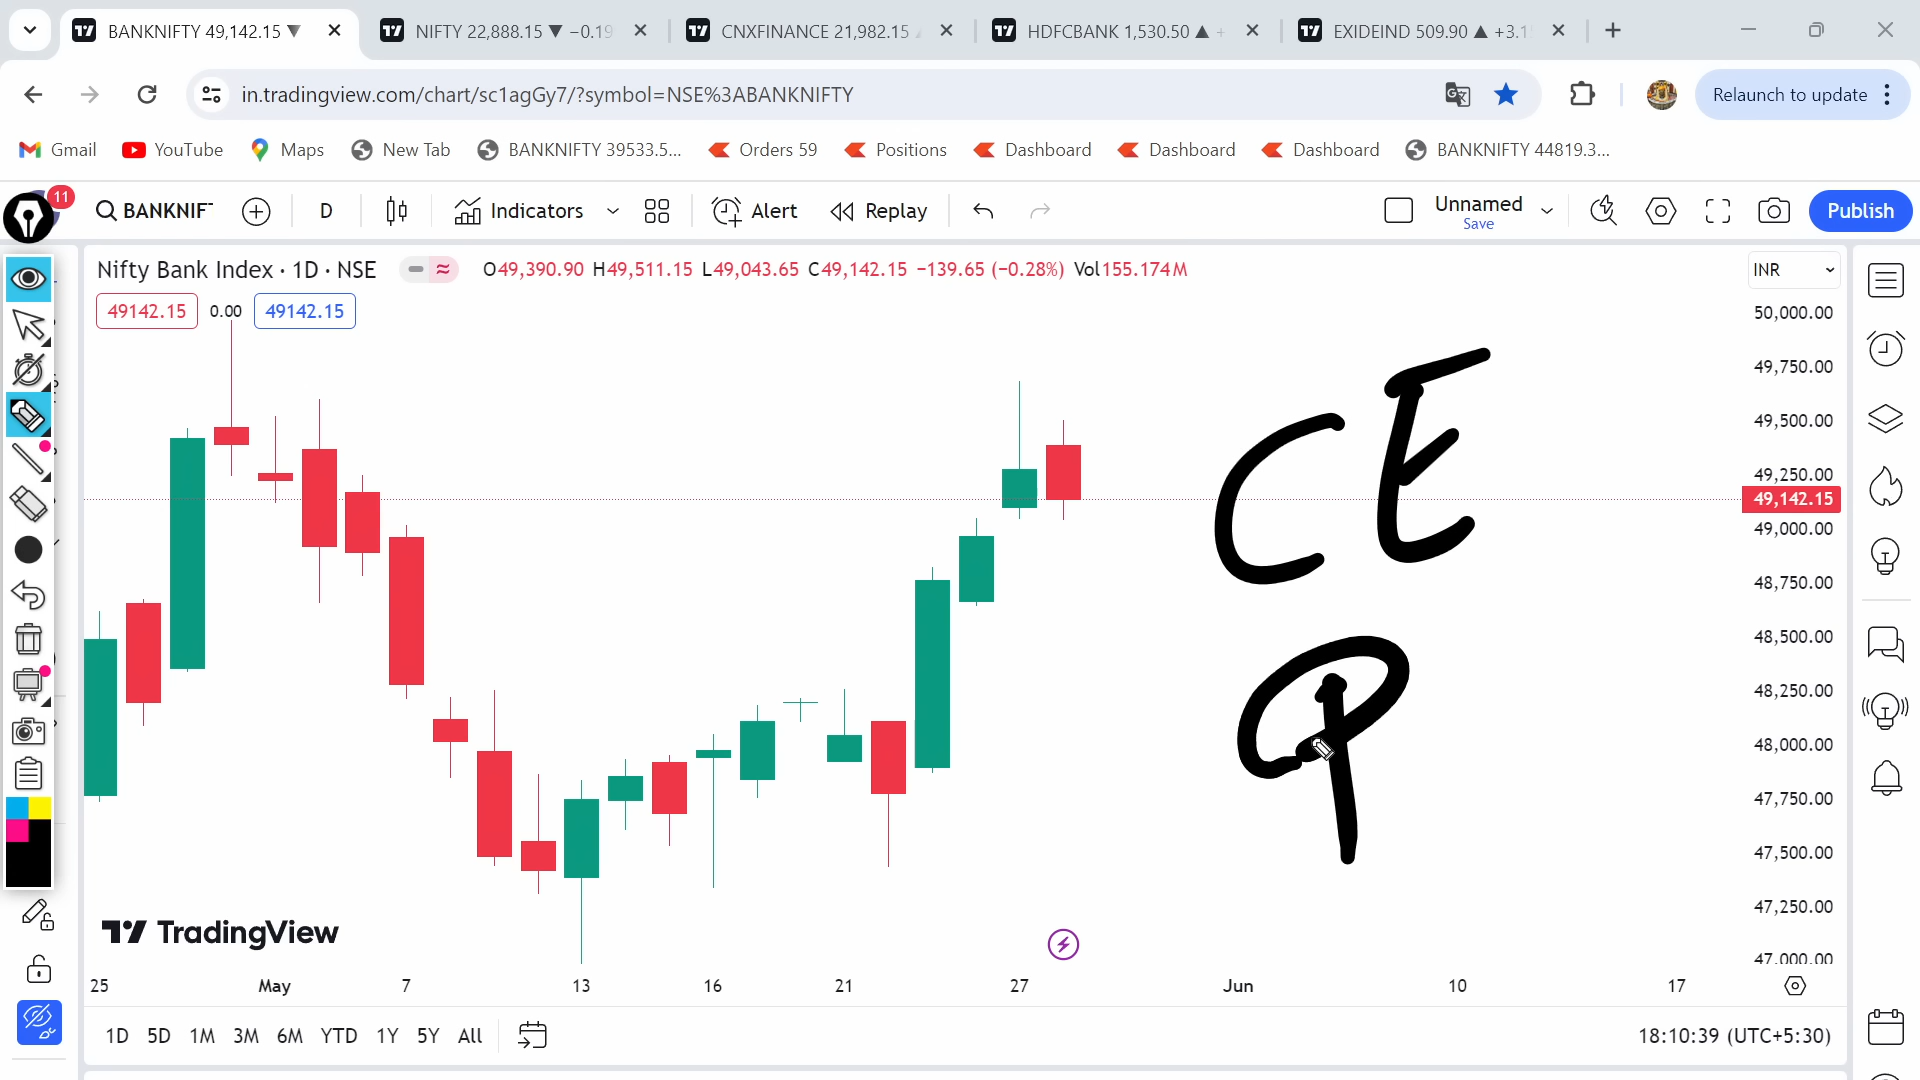 BANKNIFTY 49,142.15 ▼
NIFTY 22,888.15 ▼ −0.19
CNXFINANCE 21,982.15
HDFCBANK 1,530.50 ▲ +
EXIDEIND 509.90 ▲ +3.1
in.tradingview.com/chart/sc1agGy7/?symbol=NSE%3ABANKNIFTY
Relaunch to update
Gmail
YouTube
Maps
New Tab
BANKNIFTY 39533.5...
Orders 59
Positions
Dashboard
Dashboard
Dashboard
BANKNIFTY 44819.3...
11
BANKNIF
D
Indicators
Alert
Replay
Unnamed
Save
Publish
Nifty Bank Index · 1D · NSE
O49,390.90 H49,511.15 L49,043.65 C49,142.15 −139.65 (−0.28%) Vol155.174M
INR
49142.15
0.00
49142.15
50,000.00
49,750.00
49,500.00
49,250.00
49,142.15
49,000.00
48,750.00
48,500.00
48,250.00
48,000.00
47,750.00
47,500.00
47,250.00
47,000.00
CE
P
TradingView
25
May
7
13
16
21
27
Jun
10
17
1D
5D
1M
3M
6M
YTD
1Y
5Y
All
18:10:39 (UTC+5:30)